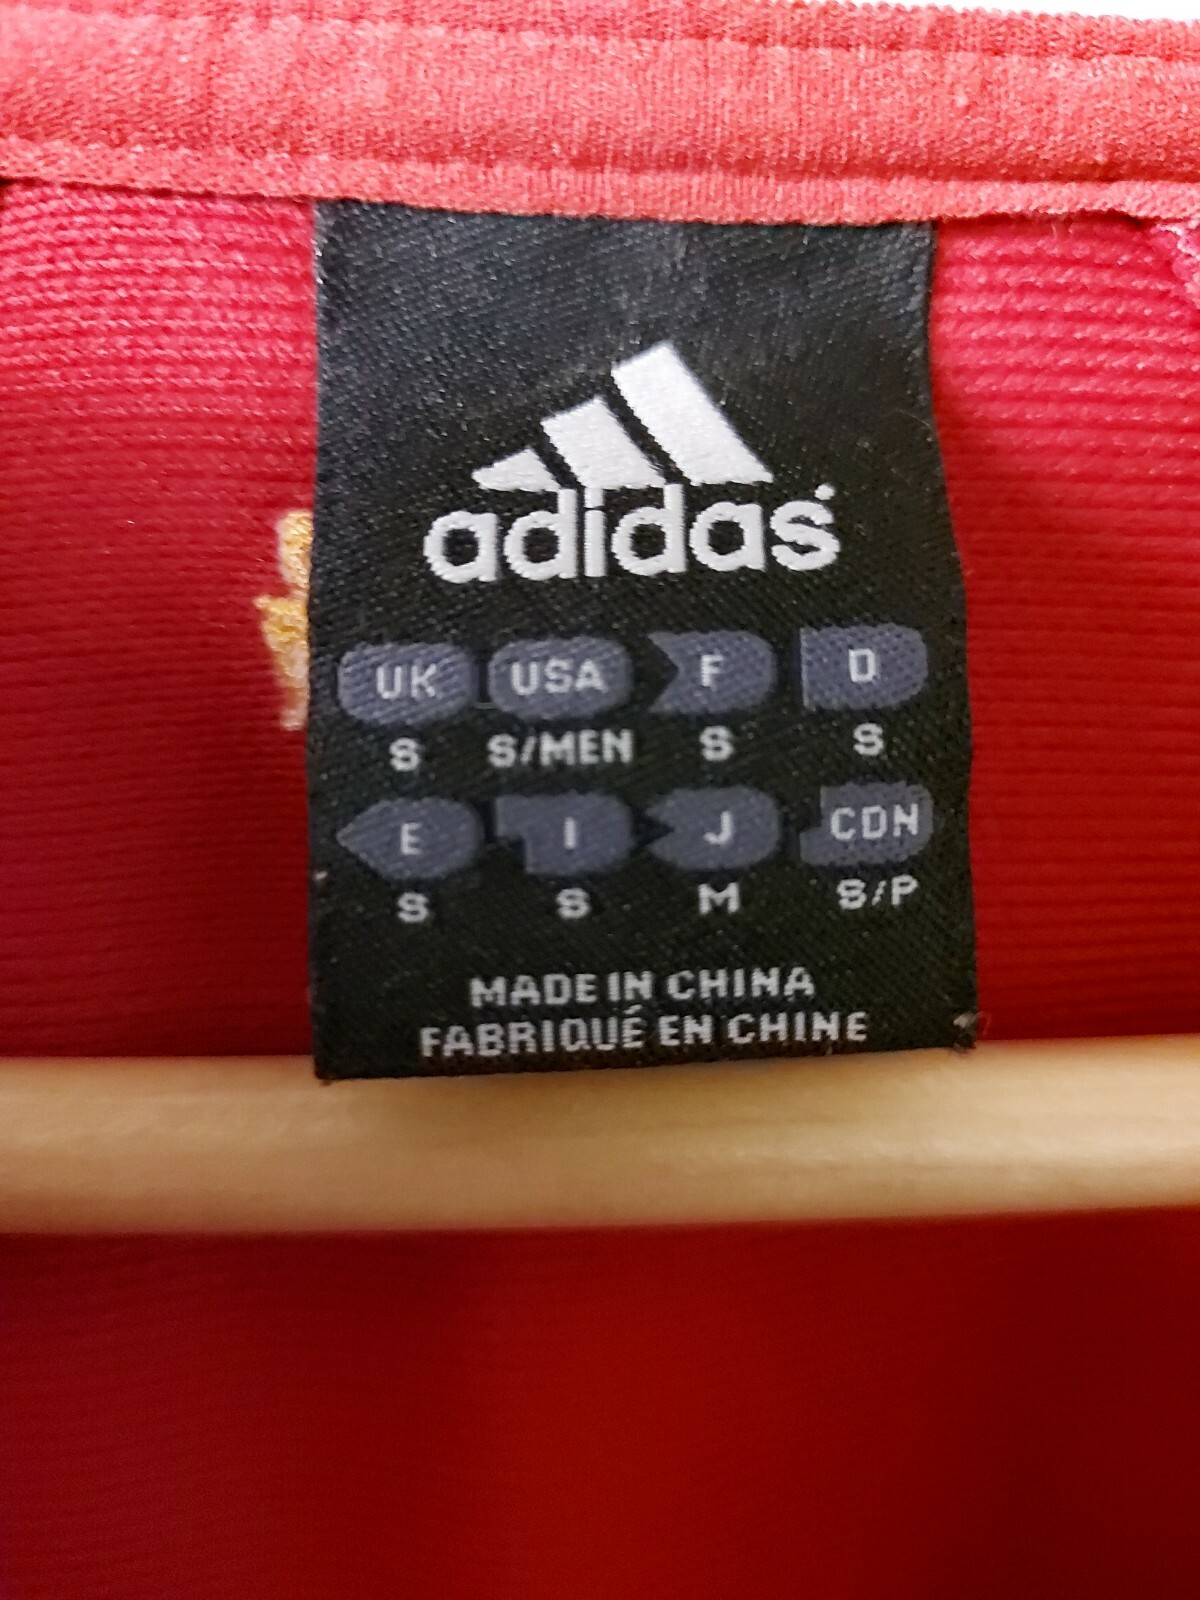 adidas
UK USA F D
S S/MEN S S
E I J CDN
S S M S/P
MADE IN CHINA
FABRIQUÉ EN CHINE